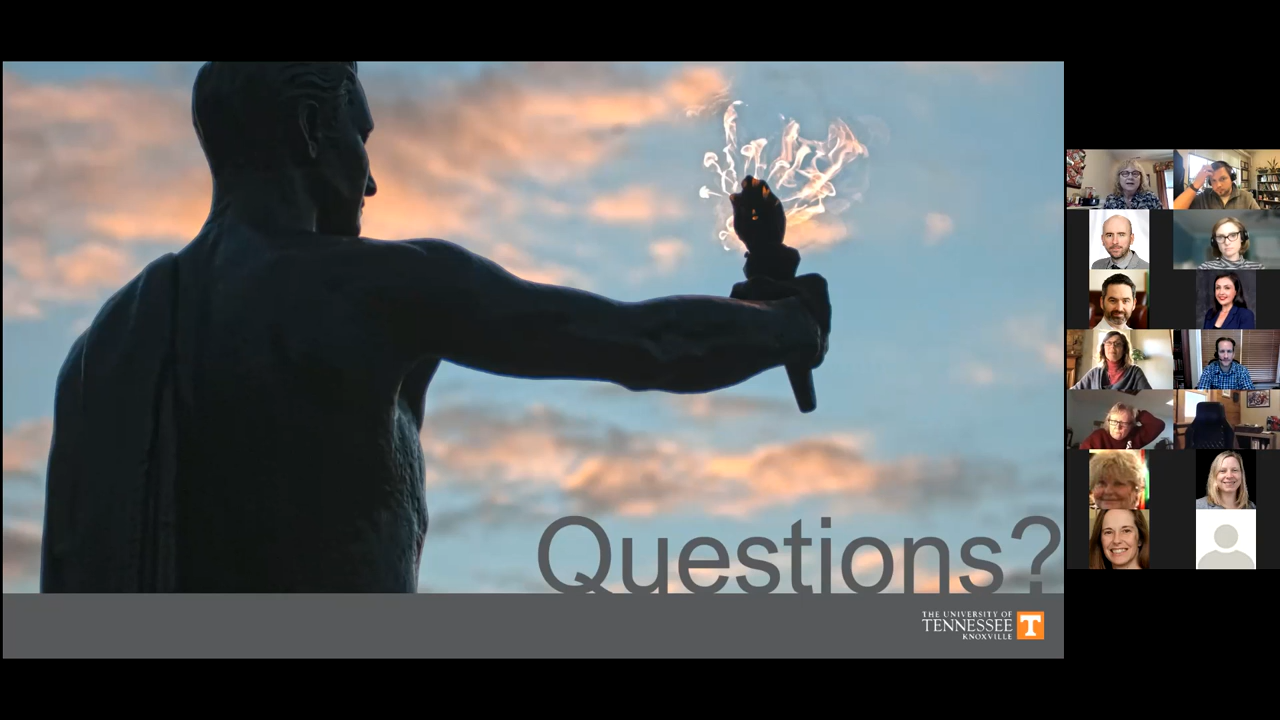 Questions?
THE UNIVERSITY OF
TENNESSEE
KNOXVILLE
T